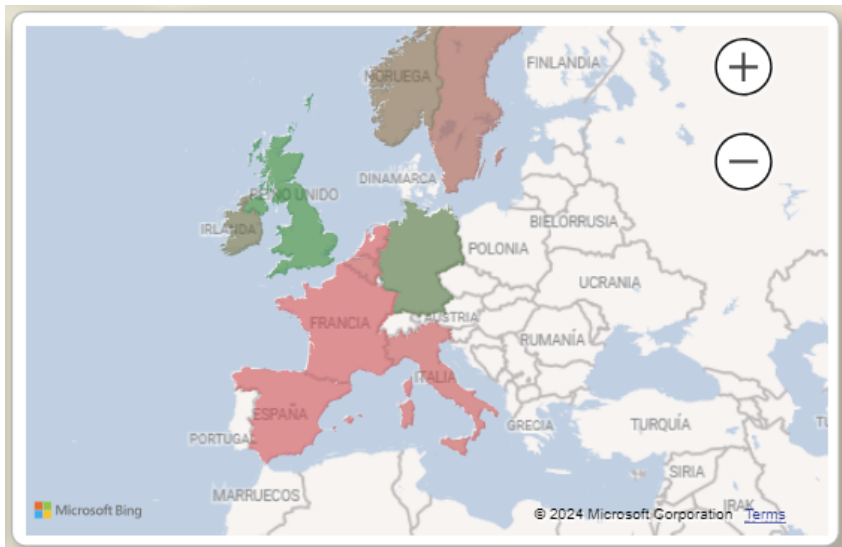 FINLANDIA
NORUEGA
DINAMARCA
REINO UNIDO
IRLANDA
BIELORRUSIA
POLONIA
UCRANIA
FRANCIA
AUSTRIA
RUMANÍA
ITALIA
ESPAÑA
PORTUGAL
GRECIA
TURQUÍA
SIRIA
MARRUECOS
IRAK
Microsoft Bing
© 2024 Microsoft Corporation Terms